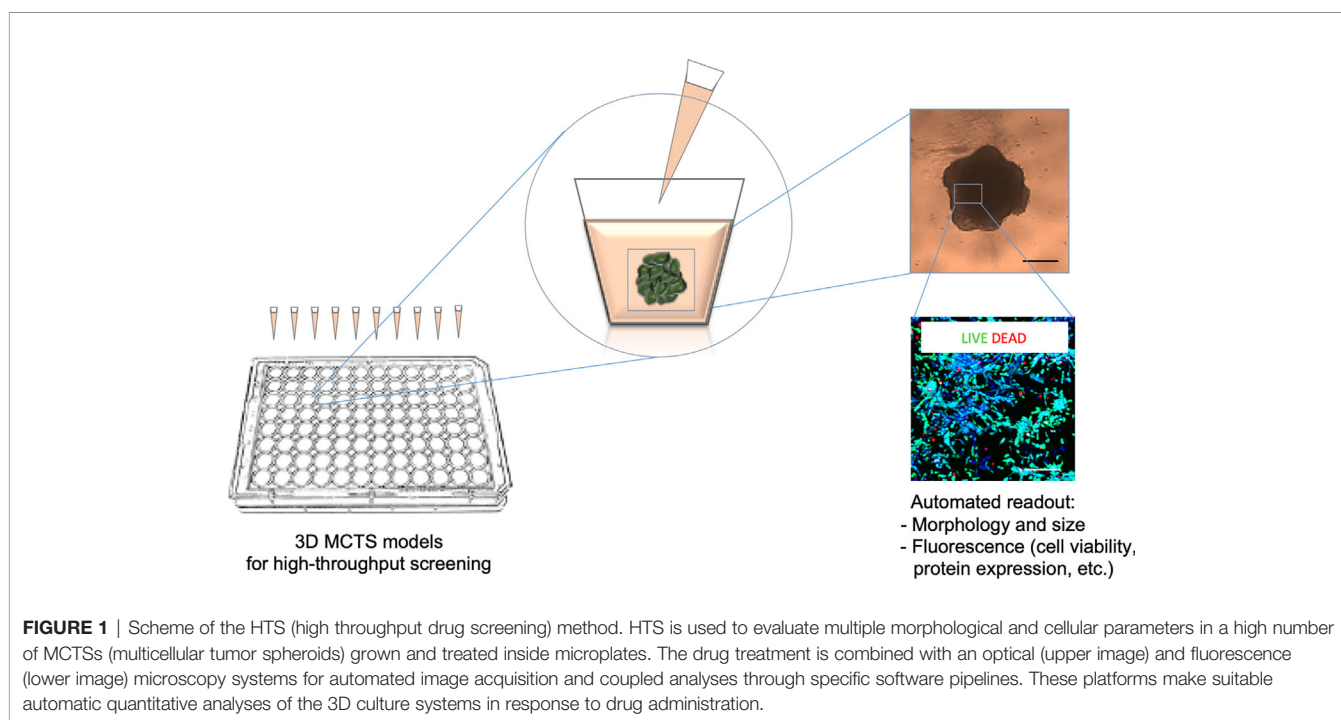 LIVE DEAD
3D MCTS models
for high-throughput screening
Automated readout:
- Morphology and size
- Fluorescence (cell viability,
protein expression, etc.)
FIGURE 1 | Scheme of the HTS (high throughput drug screening) method. HTS is used to evaluate multiple morphological and cellular parameters in a high number
of MCTSs (multicellular tumor spheroids) grown and treated inside microplates. The drug treatment is combined with an optical (upper image) and fluorescence
(lower image) microscopy systems for automated image acquisition and coupled analyses through specific software pipelines. These platforms make suitable
automatic quantitative analyses of the 3D culture systems in response to drug administration.